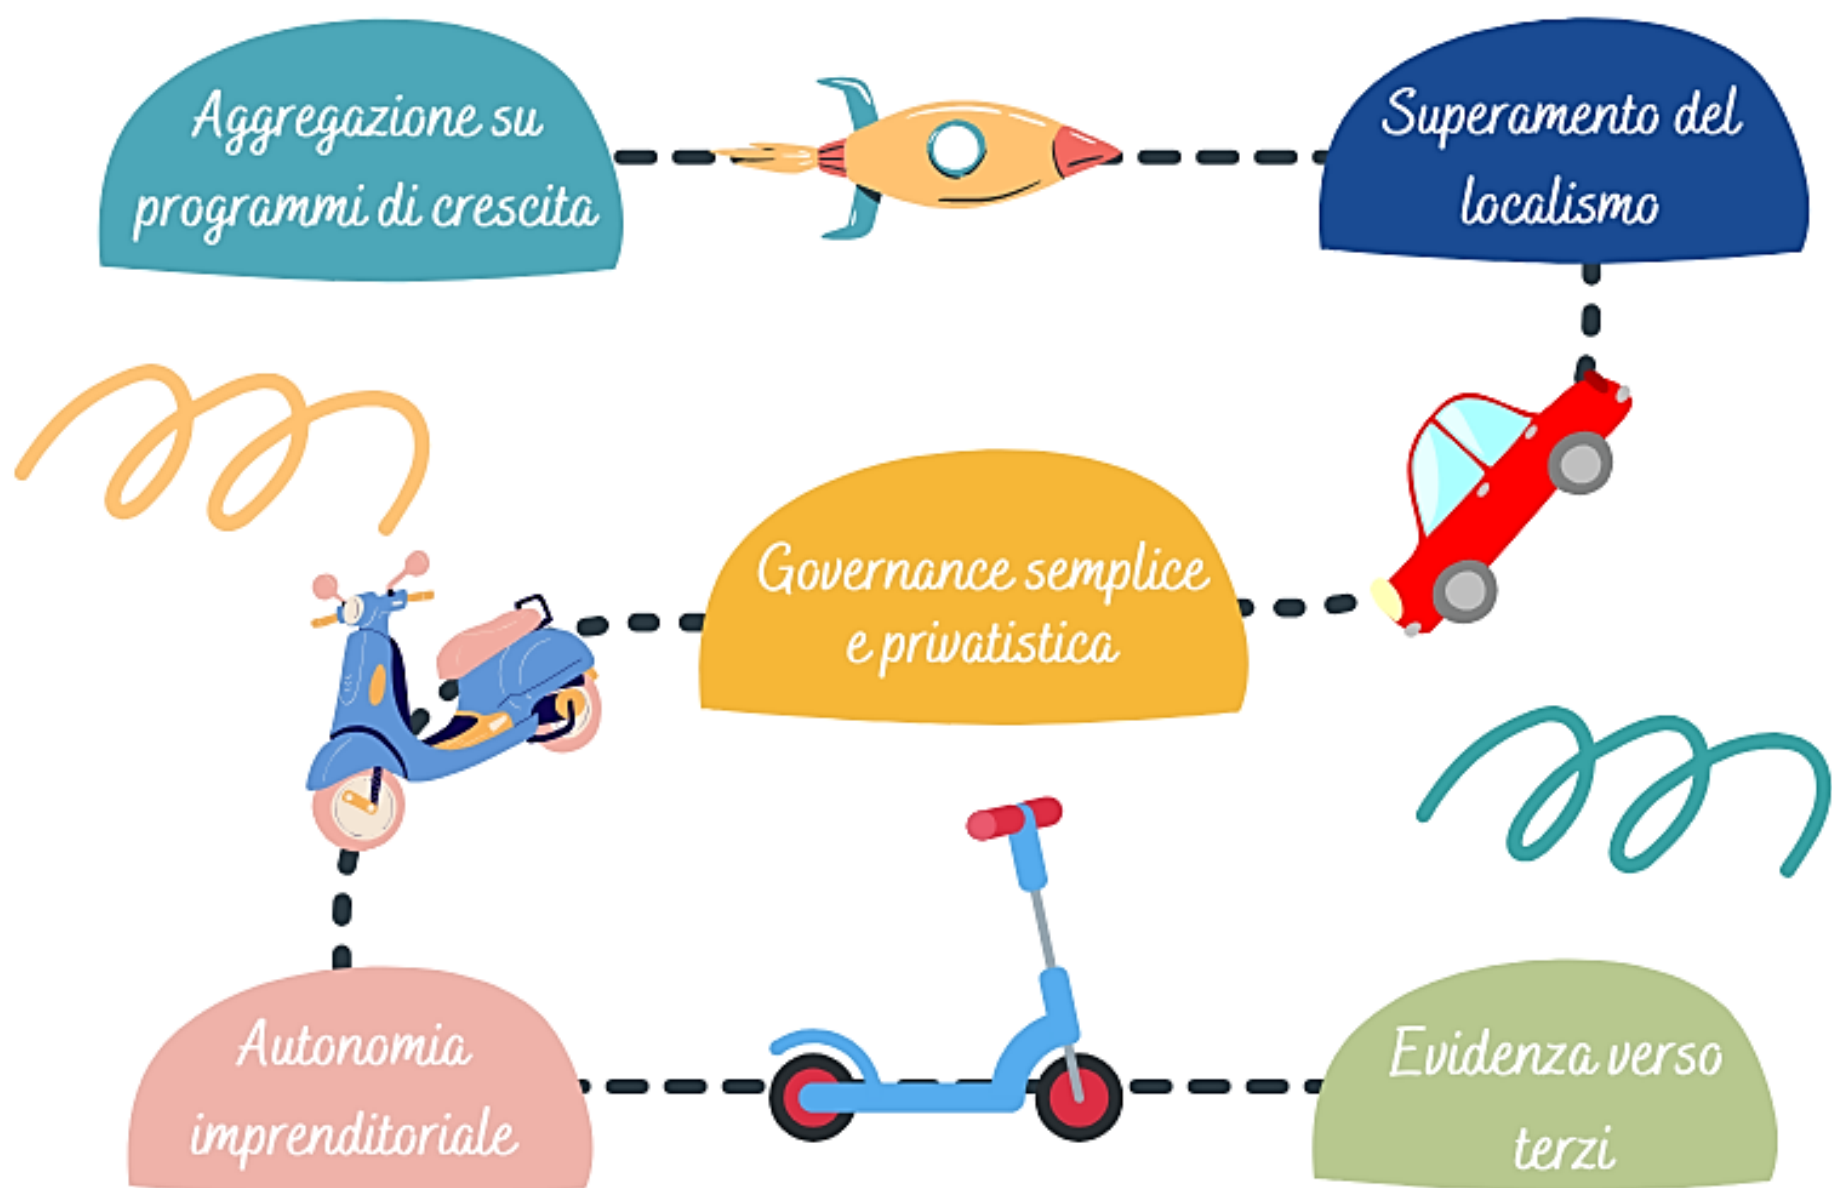 Aggregazione su
programmi di crescita
Superamento del
localismo
Governance semplice
e privatistica
Autonomia
imprenditoriale
Evidenza verso
terzi